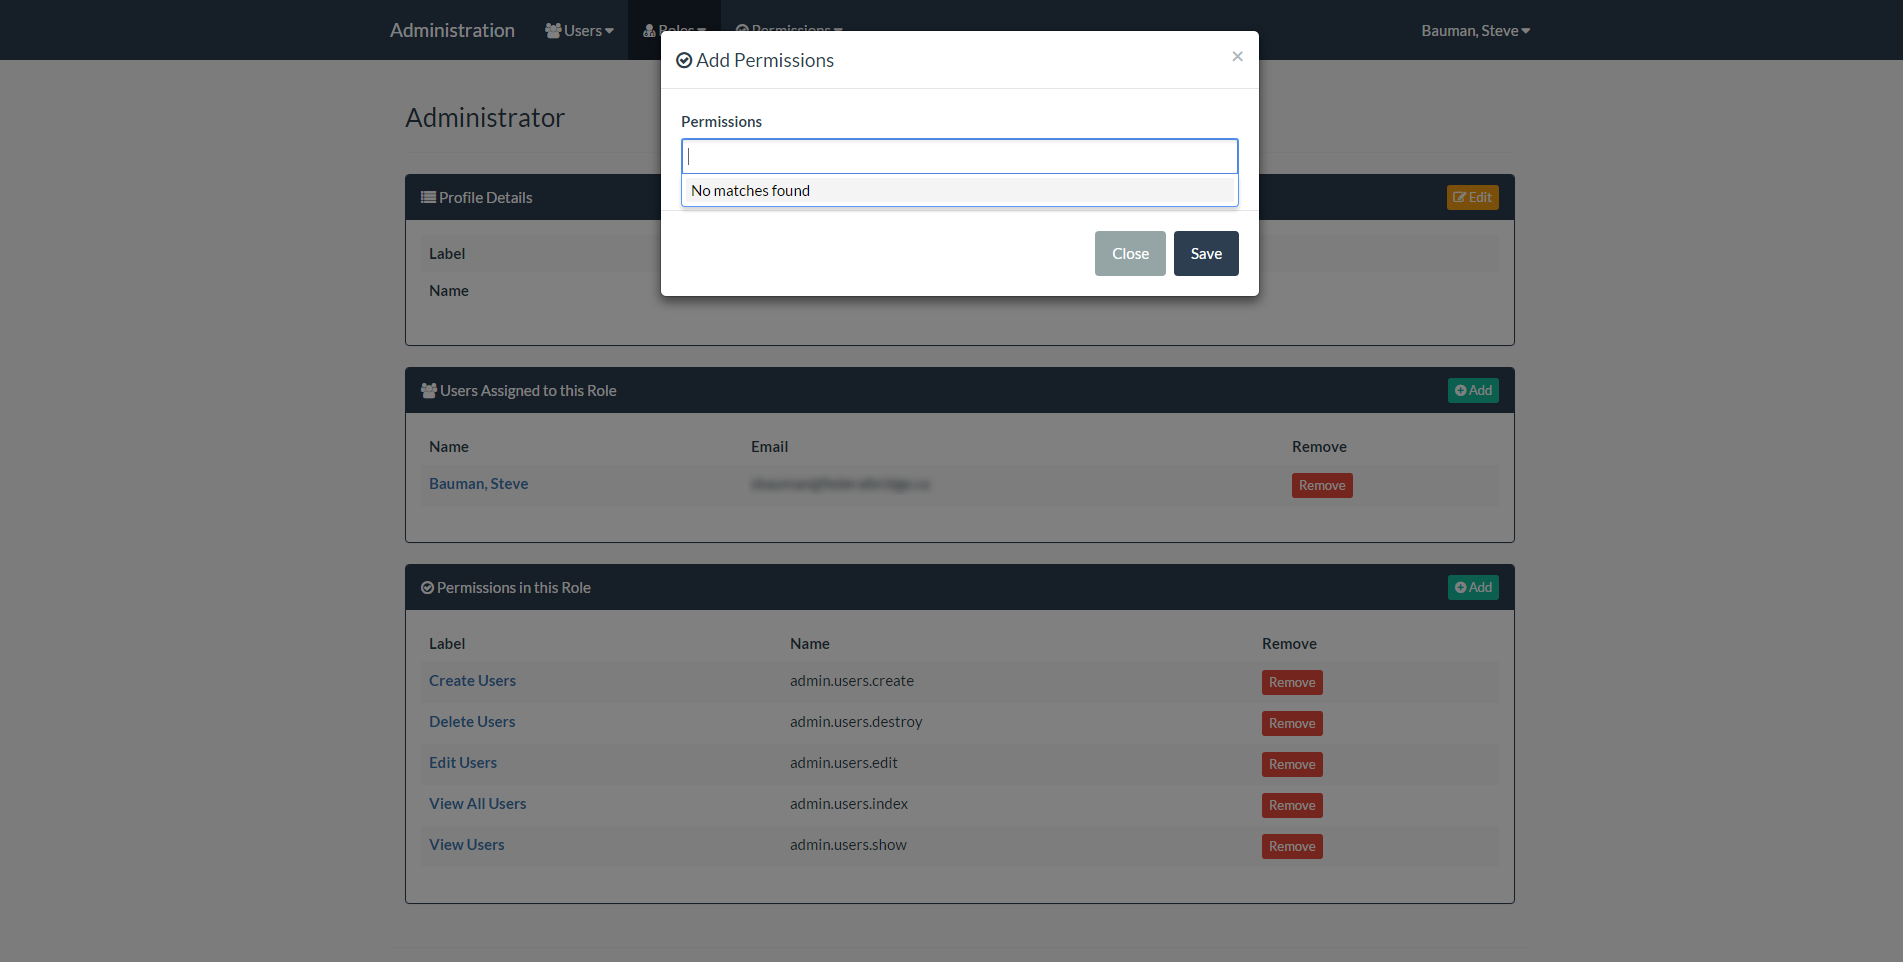 Administration Users Roles Permissions Bauman, Steve
Add Permissions ×
Permissions
No matches found
Close Save
Administrator
Profile Details Edit
Label
Name
Users Assigned to this Role Add
Name Email Remove
Bauman, Steve Remove
Permissions in this Role Add
Label Name Remove
Create Users admin.users.create Remove
Delete Users admin.users.destroy Remove
Edit Users admin.users.edit Remove
View All Users admin.users.index Remove
View Users admin.users.show Remove